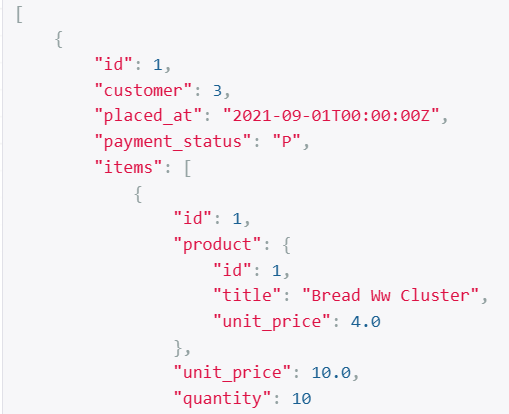 [
    {
        "id": 1,
        "customer": 3,
        "placed_at": "2021-09-01T00:00:00Z",
        "payment_status": "P",
        "items": [
            {
                "id": 1,
                "product": {
                    "id": 1,
                    "title": "Bread Ww Cluster",
                    "unit_price": 4.0
                },
                "unit_price": 10.0,
                "quantity": 10